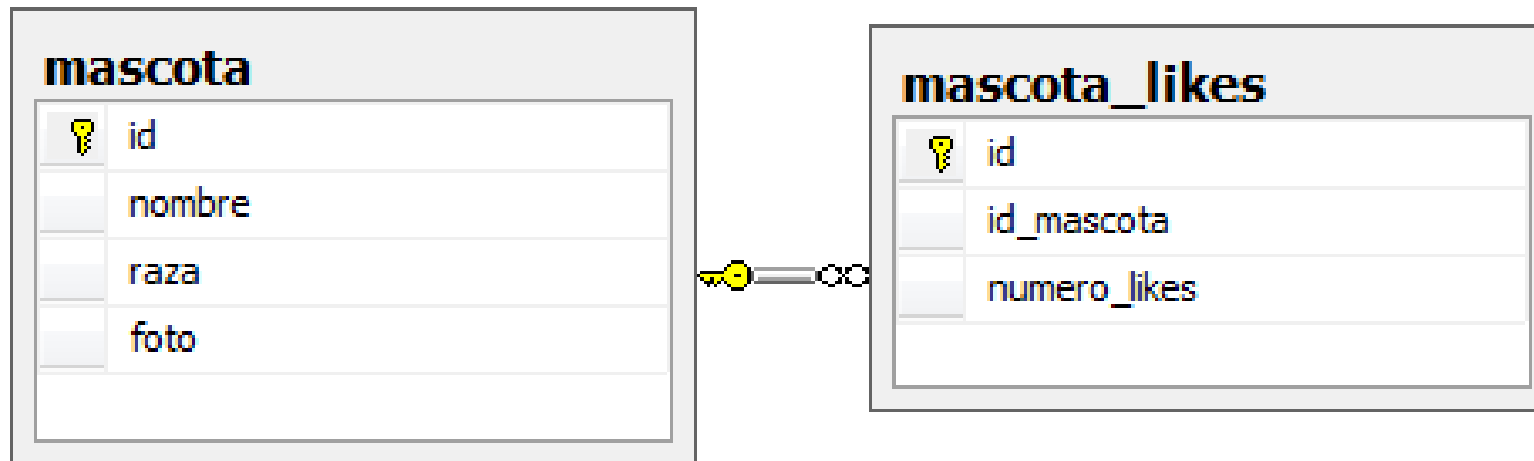 mascota
id
nombre
raza
foto
mascota_likes
id
id_mascota
numero_likes